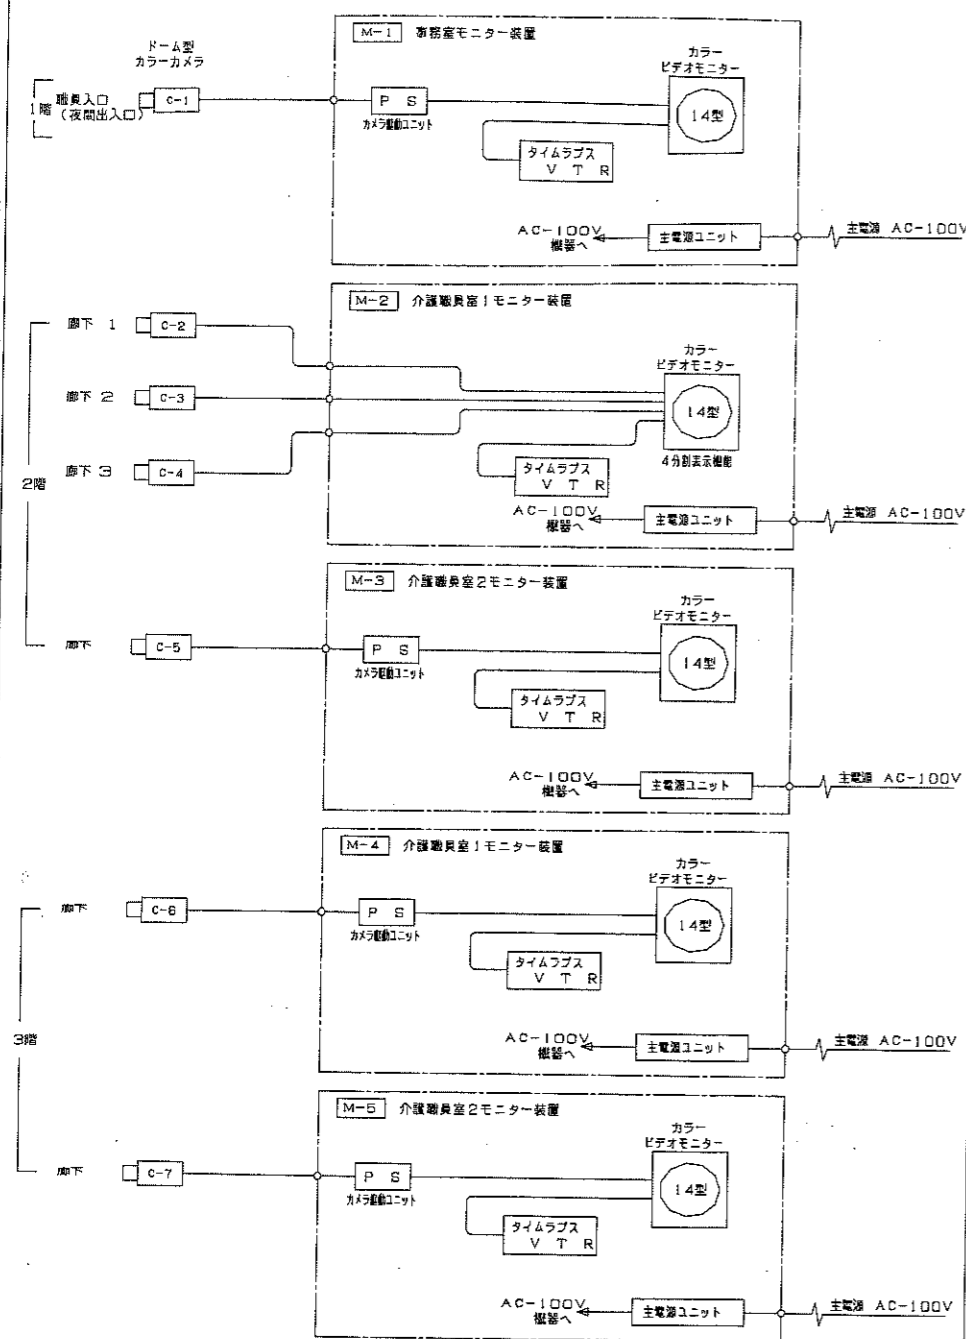 M-1 事務室モニター装置
ドーム型
カラーカメラ
カラー
ビデオモニター
1階
職員入口
(夜間出入口)
C-1
P S
カメラ駆動ユニット
14型
タイムラプス
V T R
AC-100V
機器へ
主電源ユニット
主電源 AC-100V
M-2 介護職員室1モニター装置
2階
廊下 1
C-2
廊下 2
C-3
廊下 3
C-4
カラー
ビデオモニター
14型
4分割表示機能
タイムラプス
V T R
AC-100V
機器へ
主電源ユニット
主電源 AC-100V
M-3 介護職員室2モニター装置
廊下
C-5
P S
カメラ駆動ユニット
カラー
ビデオモニター
14型
タイムラプス
V T R
AC-100V
機器へ
主電源ユニット
主電源 AC-100V
M-4 介護職員室1モニター装置
3階
廊下
C-6
P S
カメラ駆動ユニット
カラー
ビデオモニター
14型
タイムラプス
V T R
AC-100V
機器へ
主電源ユニット
主電源 AC-100V
M-5 介護職員室2モニター装置
廊下
C-7
P S
カメラ駆動ユニット
カラー
ビデオモニター
14型
タイムラプス
V T R
AC-100V
機器へ
主電源ユニット
主電源 AC-100V